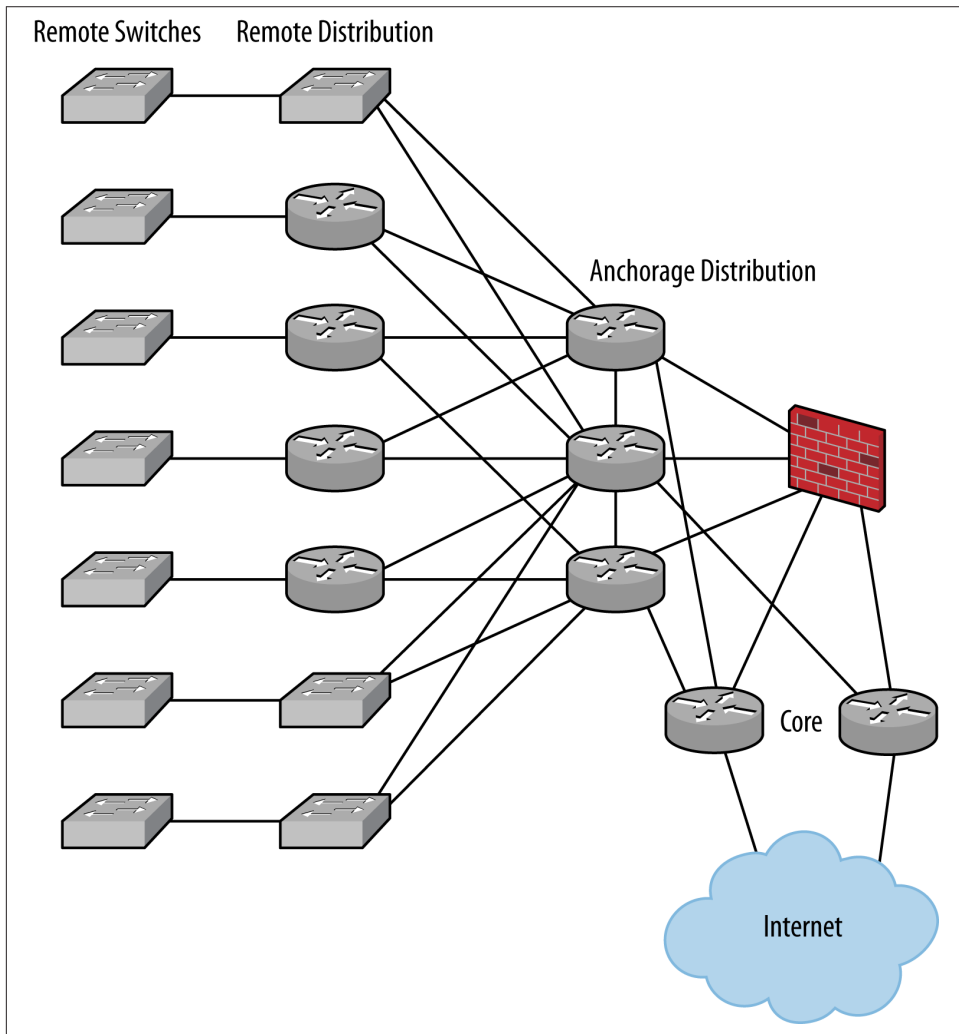 Remote Switches
Remote Distribution
Anchorage Distribution
Core
Internet